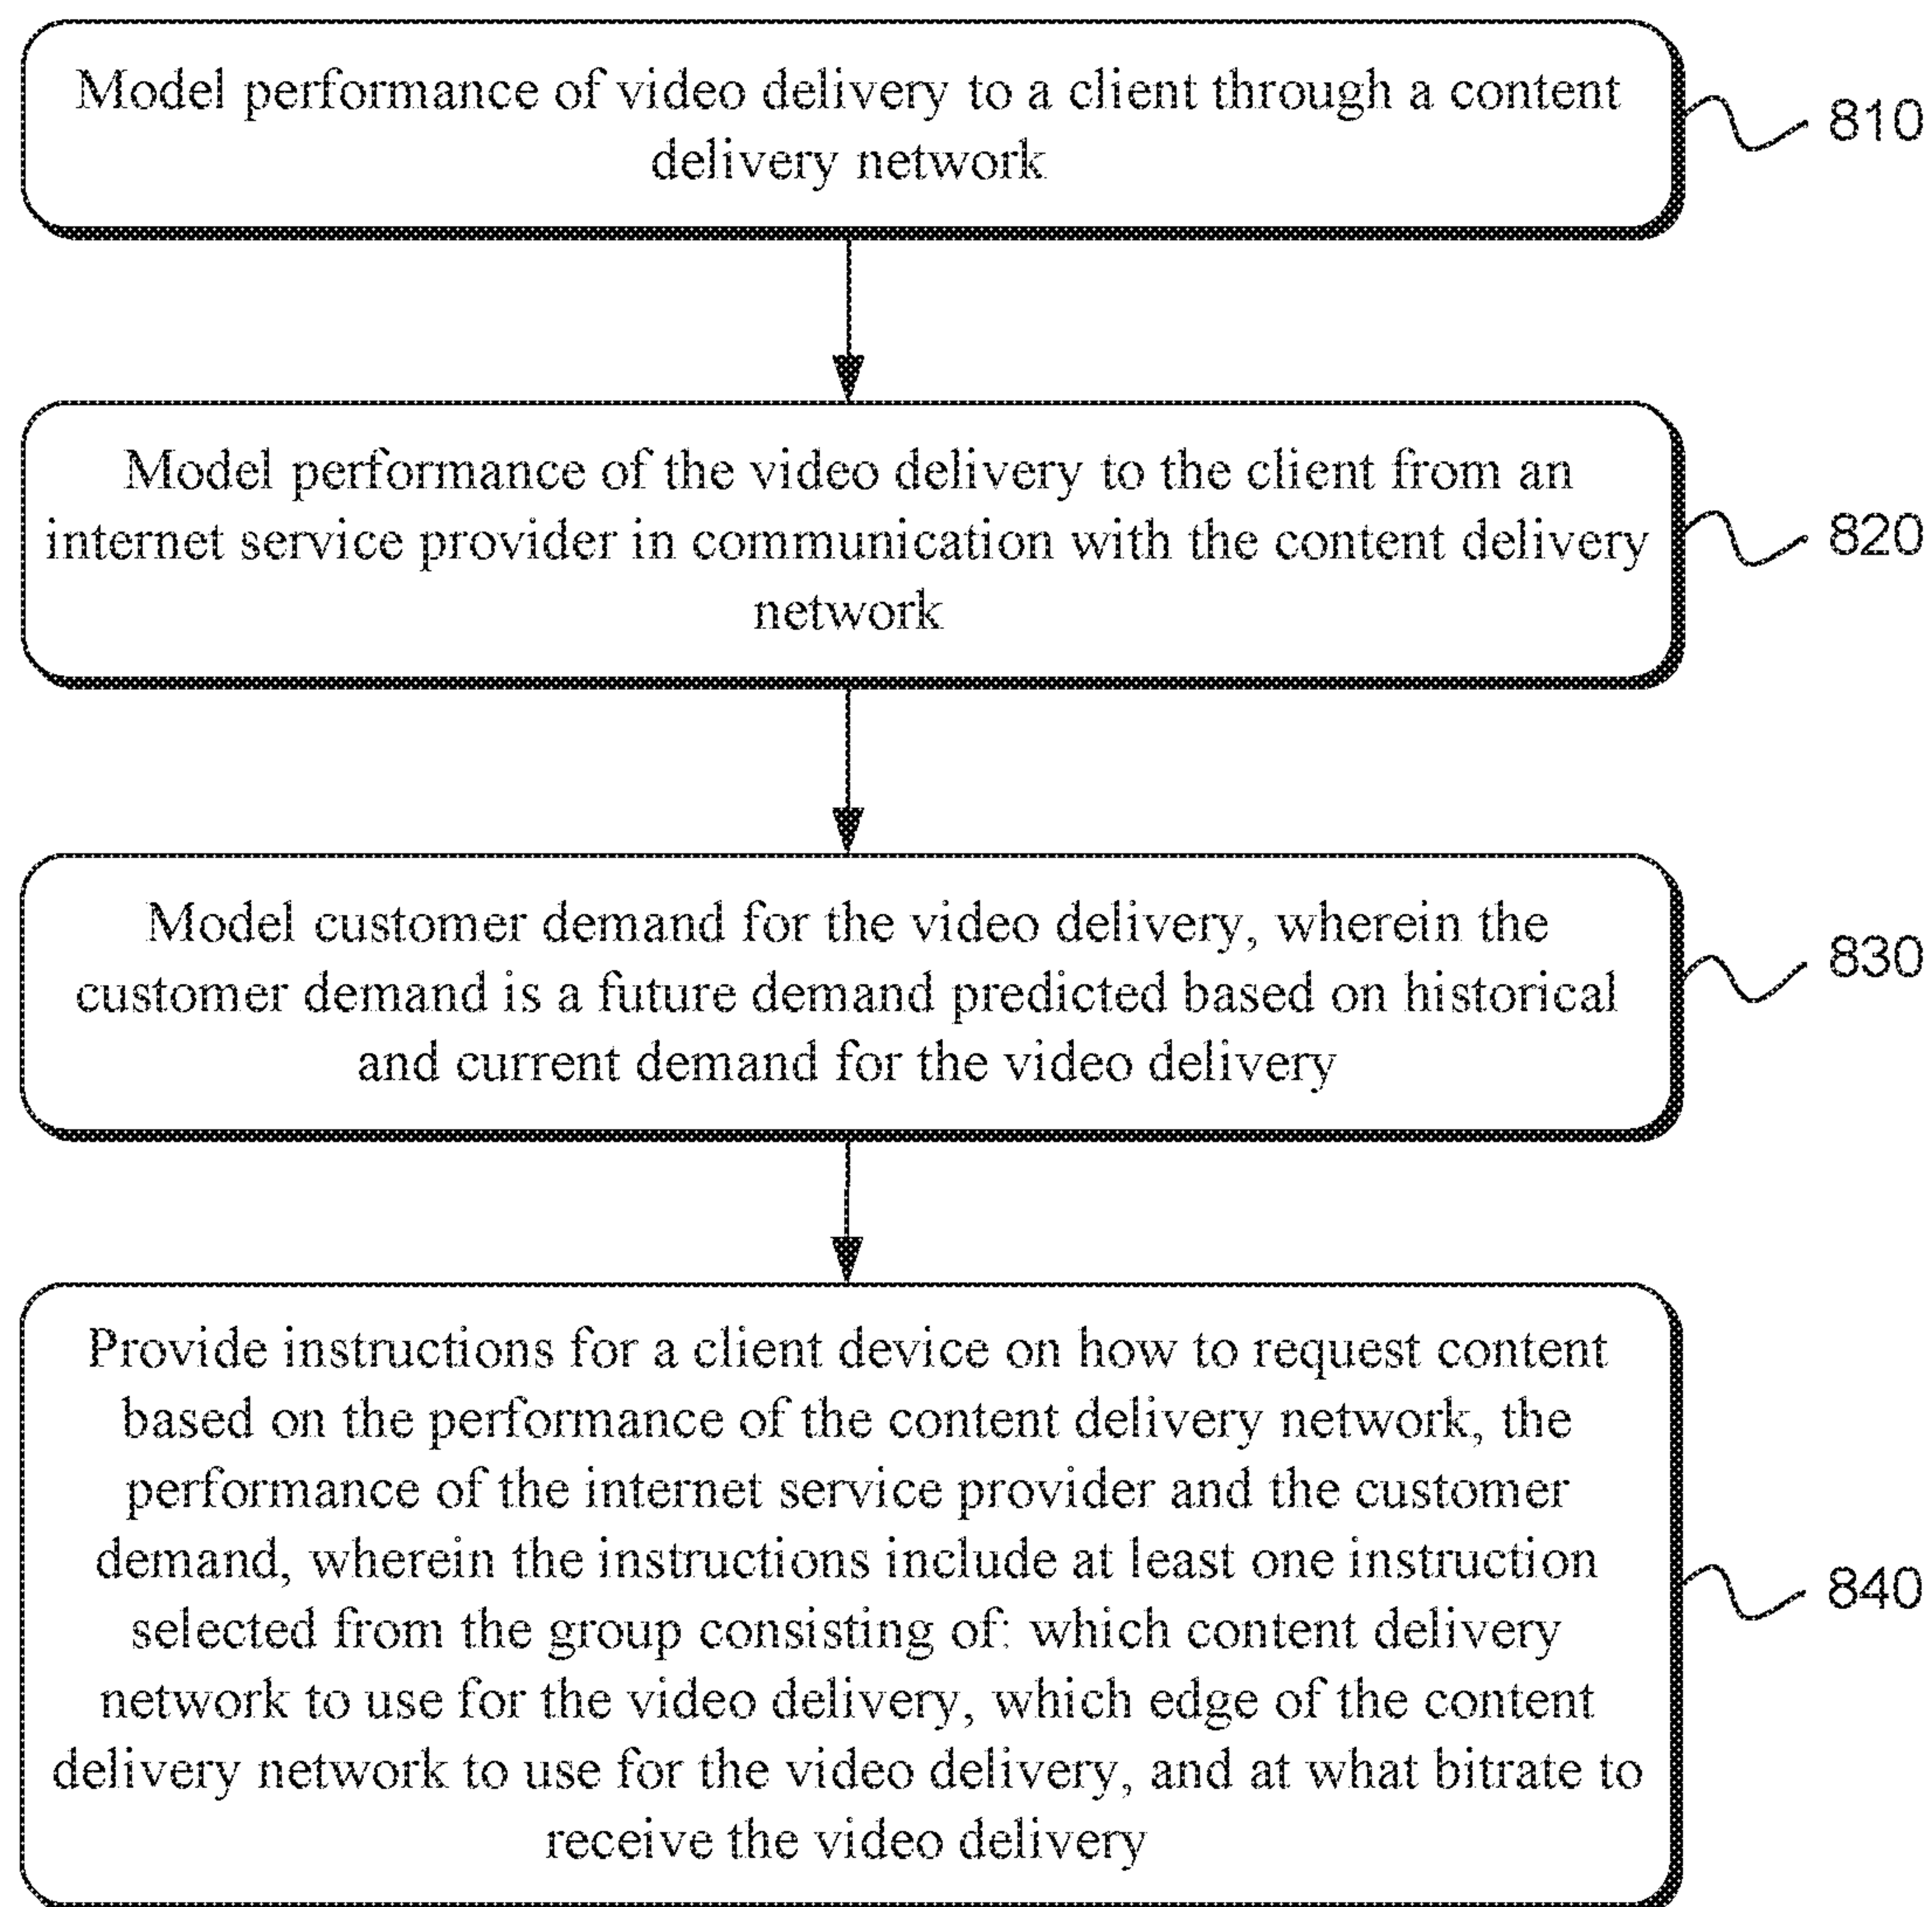 Model performance of video delivery to a client through a content
delivery network
810
Model performance of the video delivery to the client from an
internet service provider in communication with the content delivery
network
820
Model customer demand for the video delivery, wherein the
customer demand is a future demand predicted based on historical
and current demand for the video delivery
830
Provide instructions for a client device on how to request content
based on the performance of the content delivery network, the
performance of the internet service provider and the customer
demand, wherein the instructions include at least one instruction
selected from the group consisting of: which content delivery
network to use for the video delivery, which edge of the content
delivery network to use for the video delivery, and at what bitrate to
receive the video delivery
840